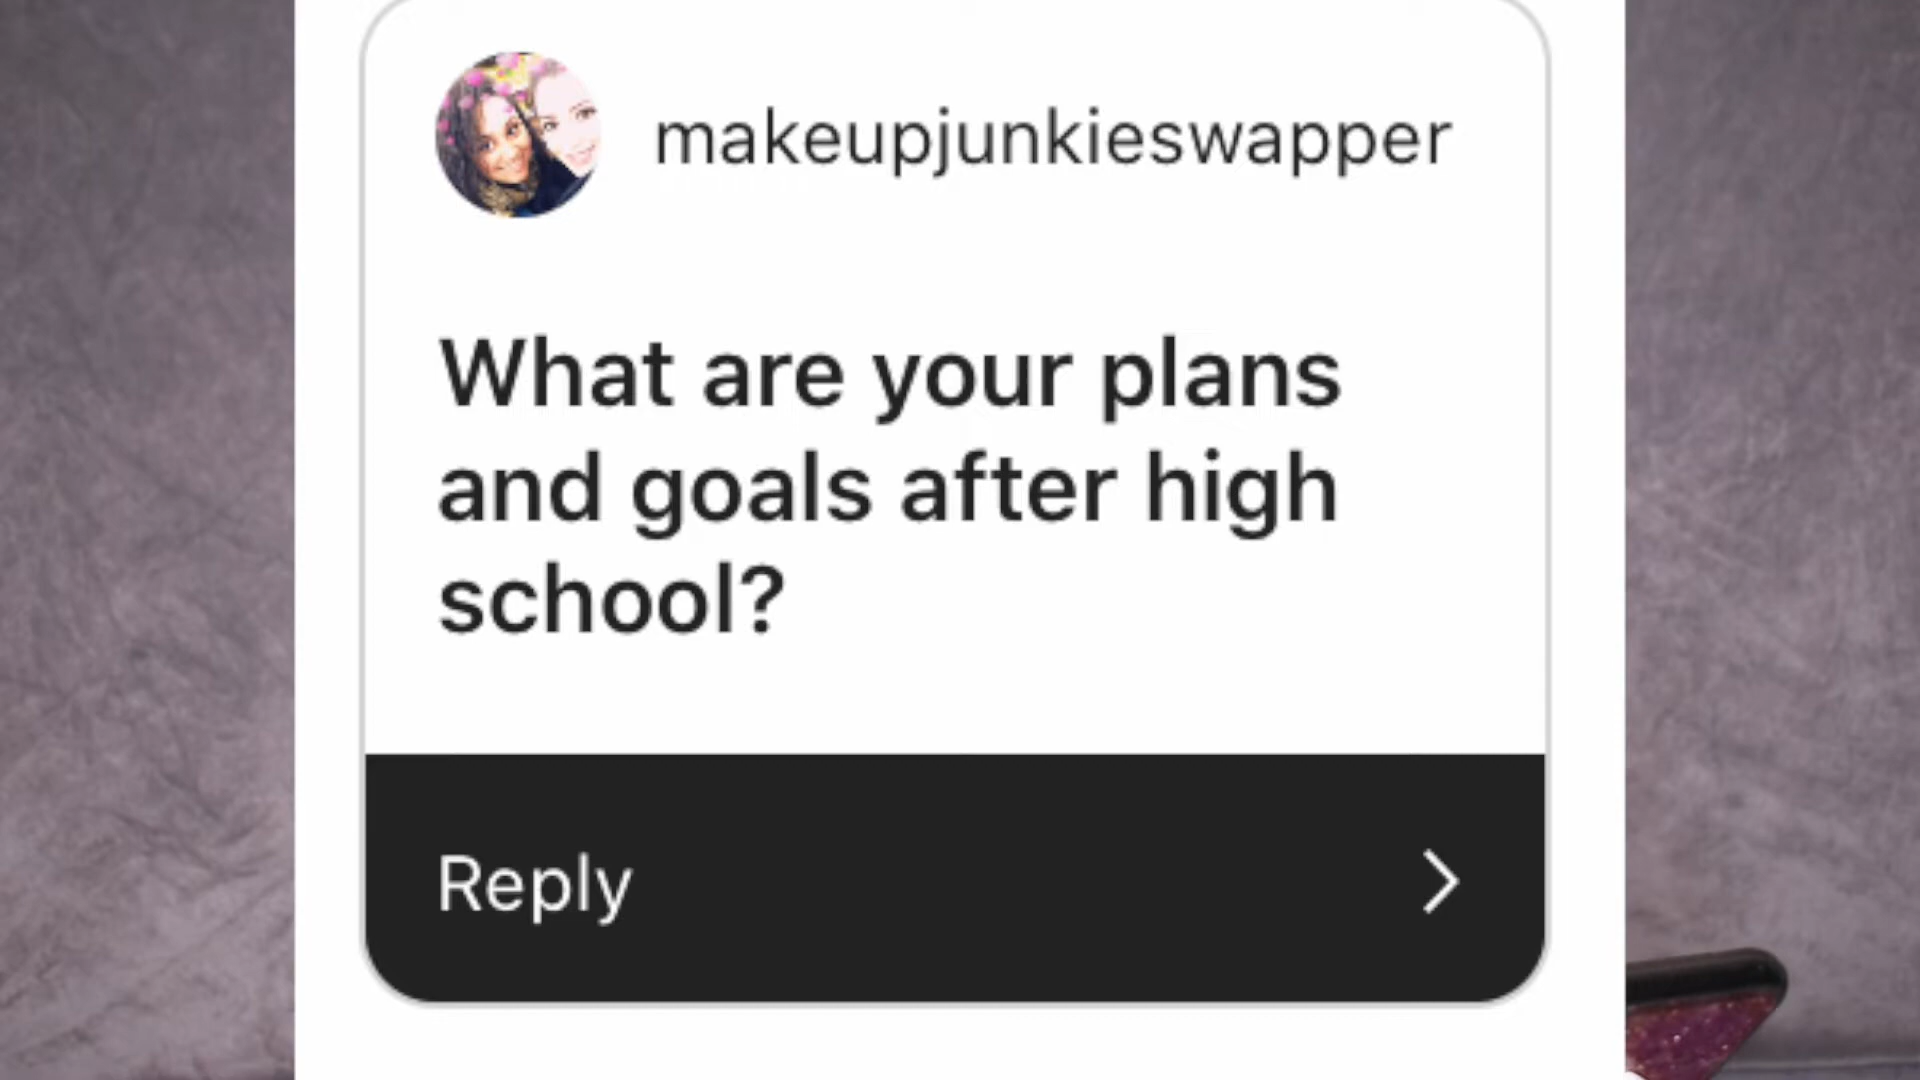 makeupjunkieswapper
What are your plans
and goals after high
school?
Reply